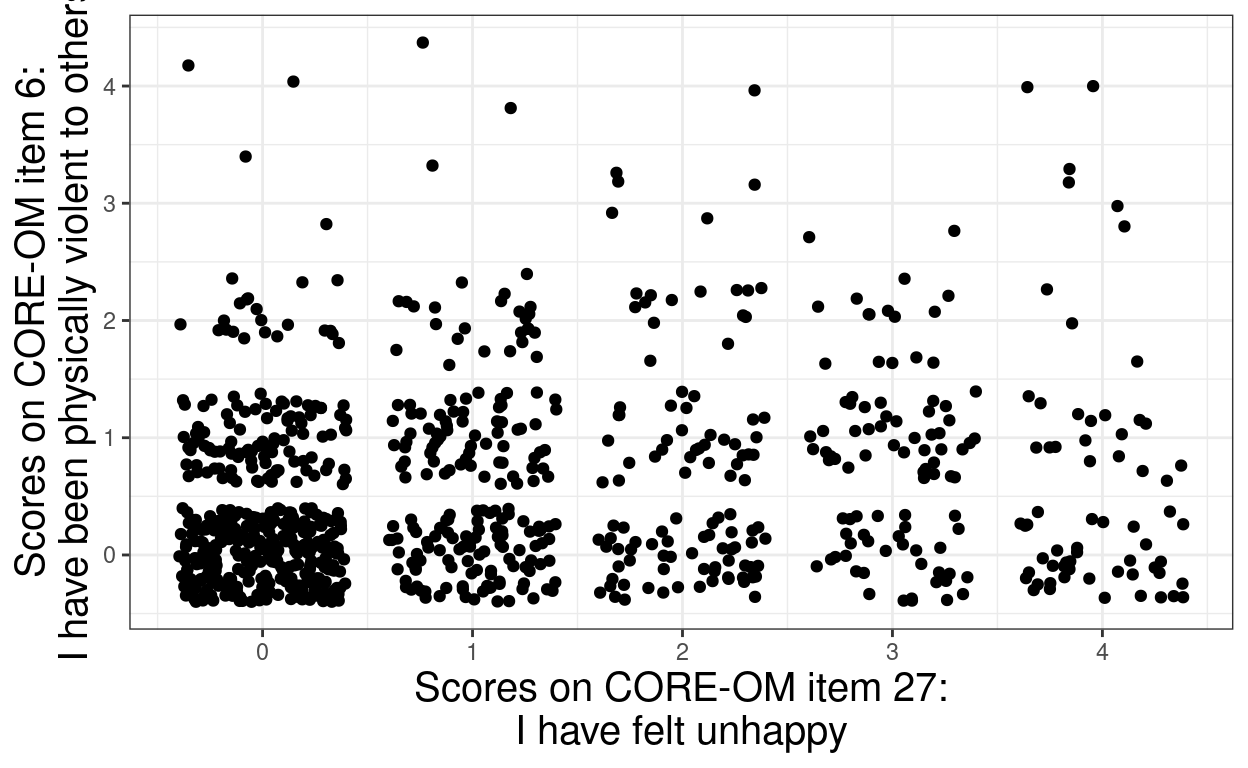 Scores on CORE-OM item 6:
I have been physically violent to others
4
3
2
1
0
0 1 2 3 4
Scores on CORE-OM item 27:
I have felt unhappy